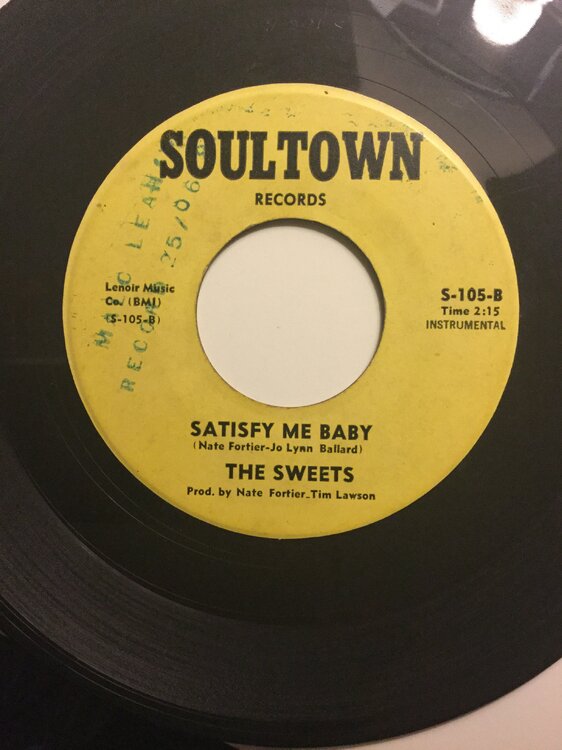 SOULTOWN
RECORDS
Lenoir Music
Co. (BMI)
(S-105-B)
S-105-B
Time 2:15
INSTRUMENTAL
SATISFY ME BABY
(Nate Fortier-Jo Lynn Ballard)
THE SWEETS
Prod. by Nate Fortier-Tim Lawson